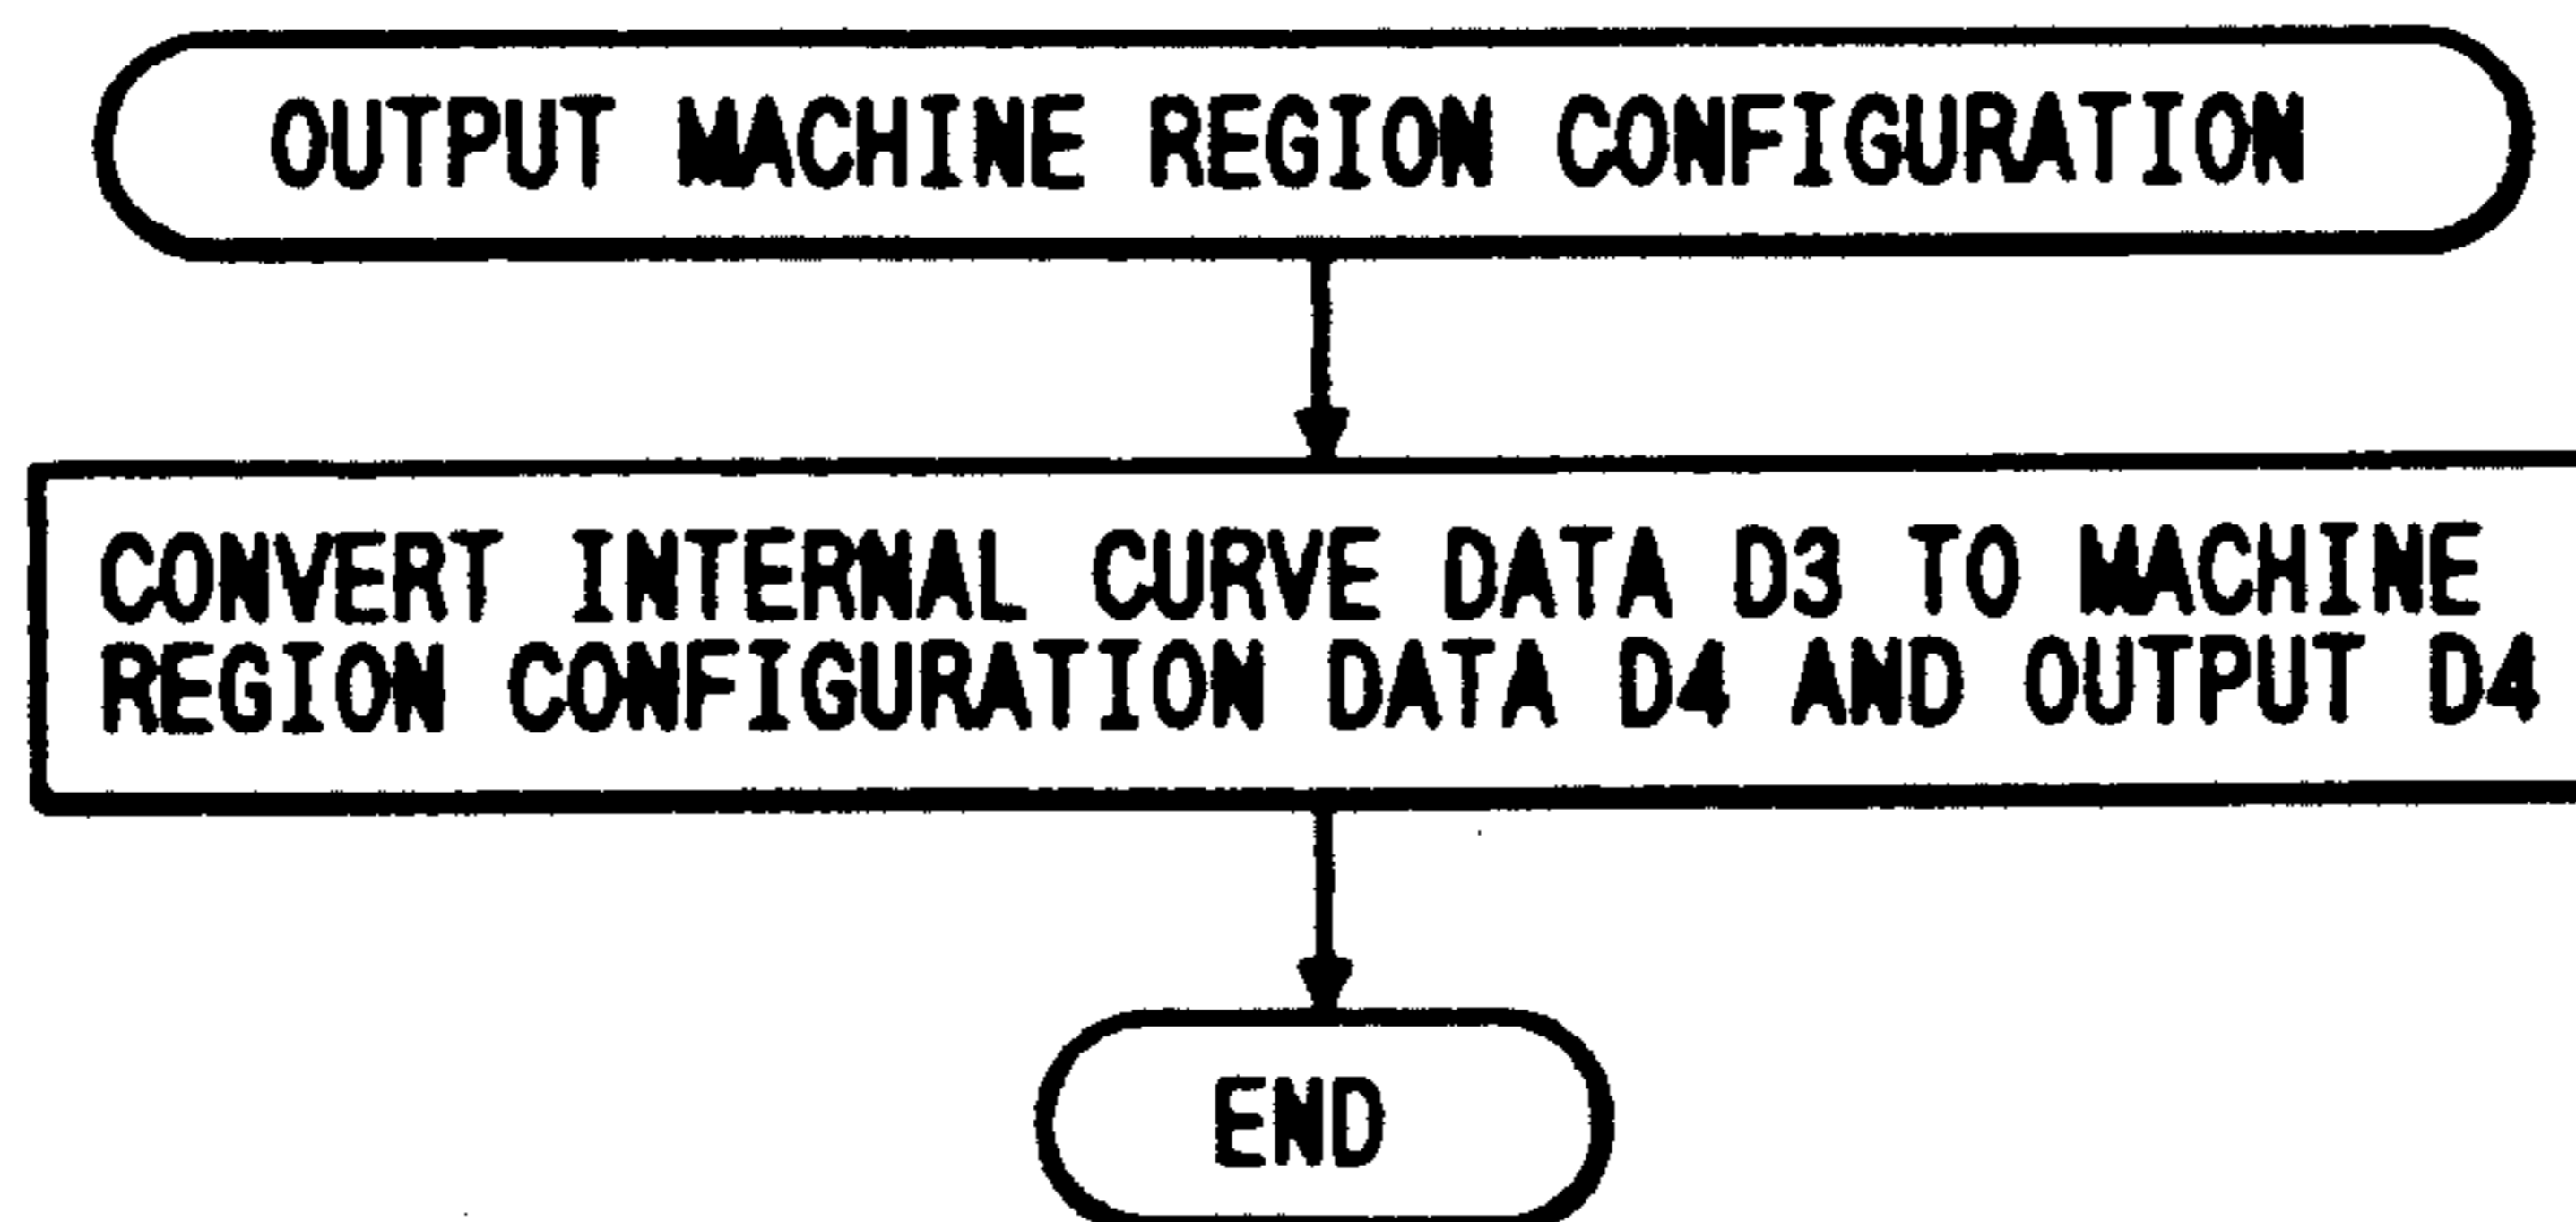 OUTPUT MACHINE REGION CONFIGURATION
CONVERT INTERNAL CURVE DATA D3 TO MACHINE
REGION CONFIGURATION DATA D4 AND OUTPUT D4
END